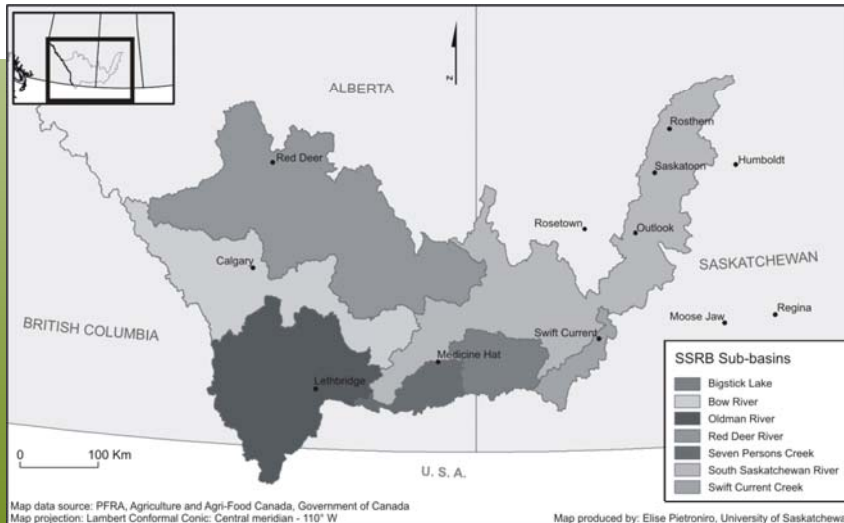 ALBERTA
N
Rosthern
Red Deer
Humboldt
Saskatoon
Rosetown
Outlook
Calgary
SASKATCHEWAN
BRITISH COLUMBIA
Regina
Moose Jaw
Swift Current
Medicine Hat
Lethbridge
SSRB Sub-basins
Bigstick Lake
Bow River
Oldman River
Red Deer River
Seven Persons Creek
South Saskatchewan River
Swift Current Creek
0 100 Km
U. S. A.
Map data source: PFRA, Agriculture and Agri-Food Canada, Government of Canada
Map projection: Lambert Conformal Conic: Central meridian - 110° W
Map produced by: Elise Pietroniro, University of Saskatchewa